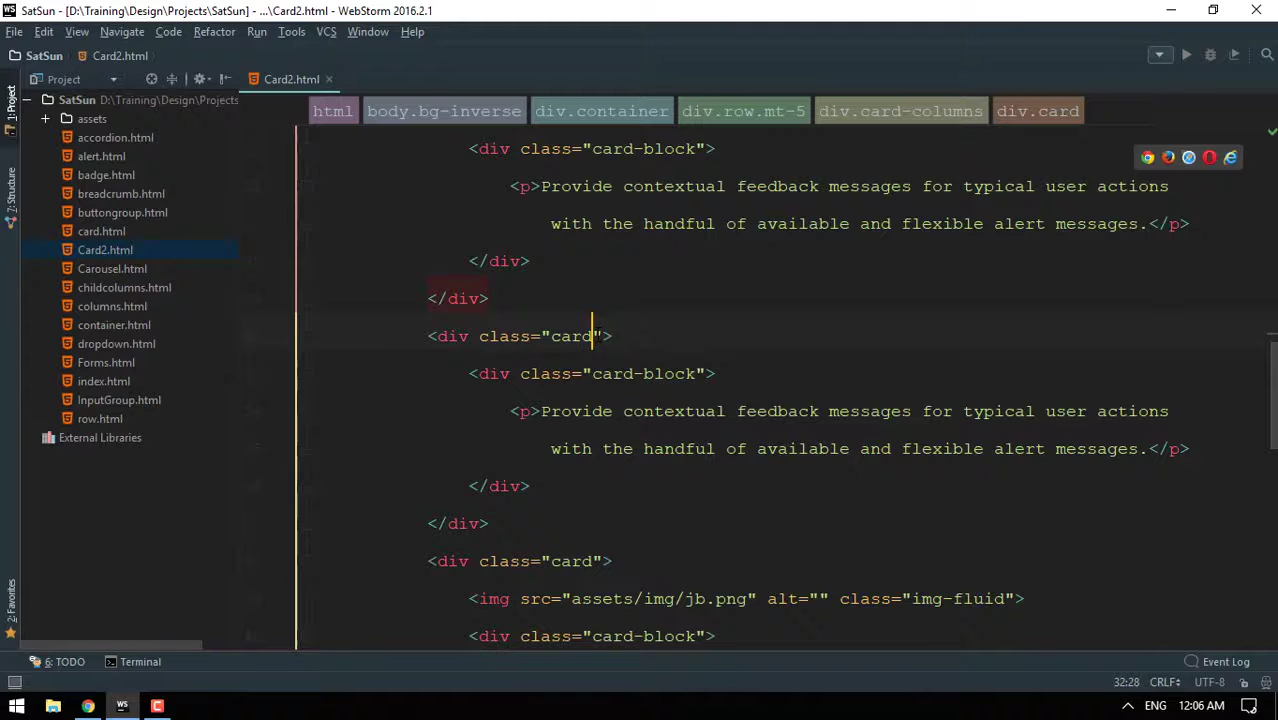 SatSun - [D:\Training\Design\Projects\SatSun] - ...\Card2.html - WebStorm 2016.2.1
File Edit View Navigate Code Refactor Run Tools VCS Window Help
SatSun Card2.html
Project Card2.html
1: Project
7: Structure
2: Favorites
SatSun D:\Training\Design\Projects
assets
accordion.html
alert.html
badge.html
breadcrumb.html
buttongroup.html
card.html
Card2.html
Carousel.html
childcolumns.html
columns.html
container.html
dropdown.html
Forms.html
index.html
InputGroup.html
row.html
External Libraries
html body.bg-inverse div.container div.row.mt-5 div.card-columns div.card
<div class="card-block">
<p>Provide contextual feedback messages for typical user actions
with the handful of available and flexible alert messages.</p>
</div>
</div>
<div class="card">
<div class="card-block">
<p>Provide contextual feedback messages for typical user actions
with the handful of available and flexible alert messages.</p>
</div>
</div>
<div class="card">
<img src="assets/img/jb.png" alt="" class="img-fluid">
<div class="card-block">
6: TODO Terminal Event Log
32:28 CRLF UTF-8
WS ENG 12:06 AM